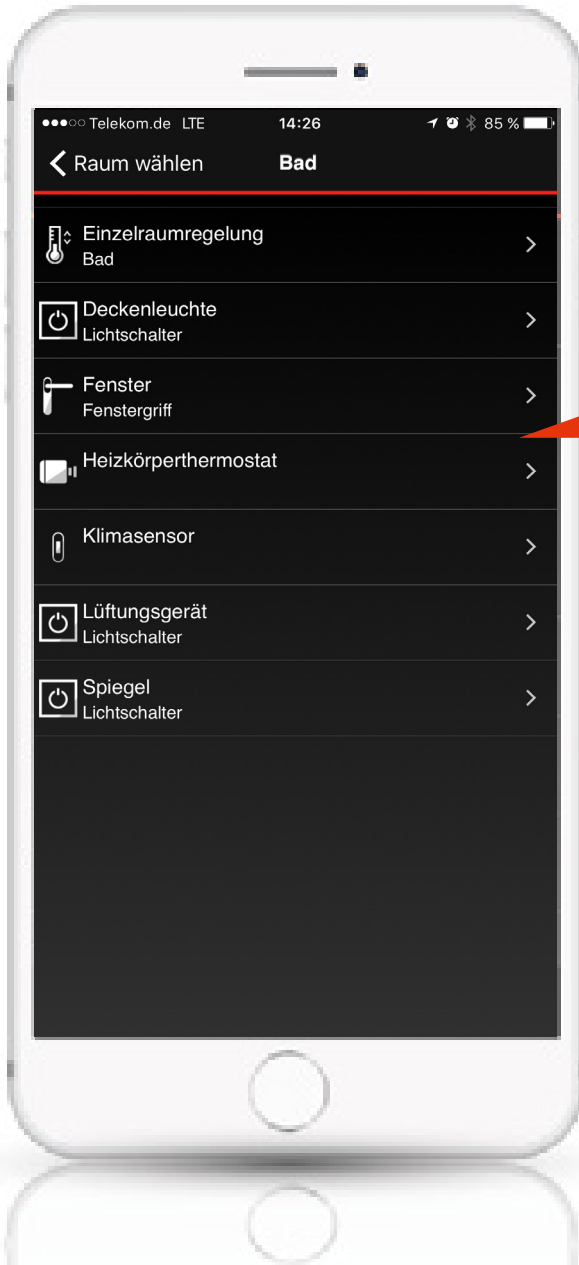 Telekom.de LTE 14:26 85 %
Raum wählen Bad
Einzelraumregelung
Bad
Deckenleuchte
Lichtschalter
Fenster
Fenstergriff
Heizkörperthermostat
Klimasensor
Lüftungsgerät
Lichtschalter
Spiegel
Lichtschalter